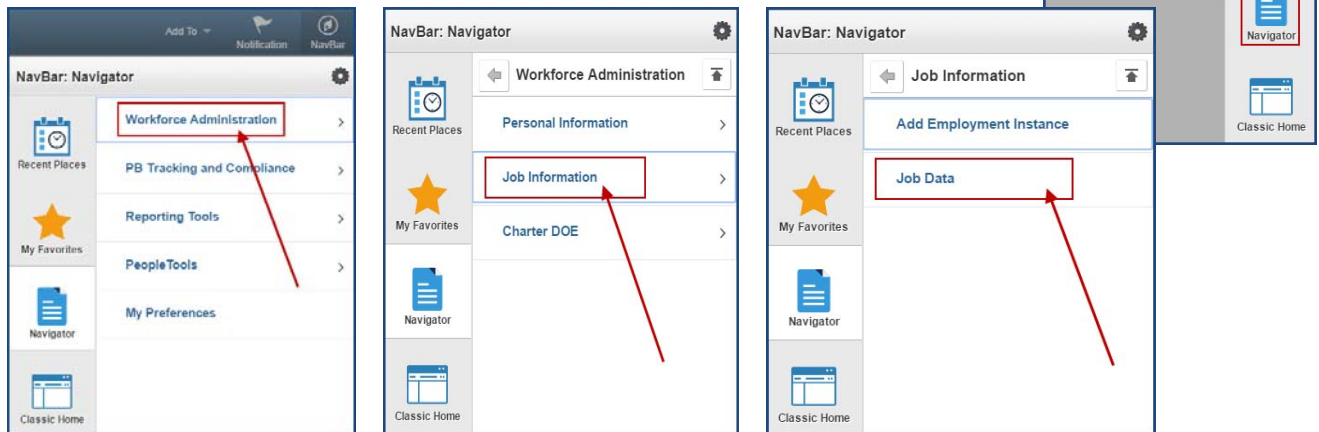 Add To
Notification
NavBar
NavBar: Navigator
Recent Places
My Favorites
Navigator
Classic Home
Workforce Administration
PB Tracking and Compliance
Reporting Tools
PeopleTools
My Preferences
NavBar: Navigator
Recent Places
My Favorites
Navigator
Classic Home
Workforce Administration
Personal Information
Job Information
Charter DOE
NavBar: Navigator
Recent Places
My Favorites
Navigator
Classic Home
Job Information
Add Employment Instance
Job Data
Navigator
Classic Home